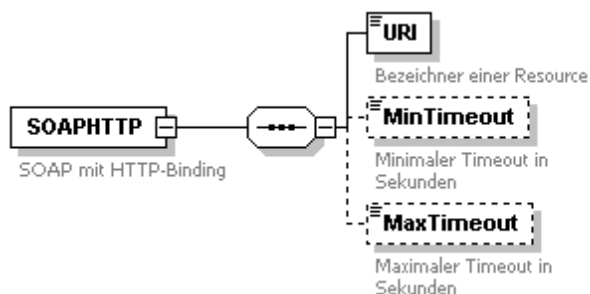 URI
Bezeichner einer Resource
SOAPHTTP
SOAP mit HTTP-Binding
MinTimeout
Minimaler Timeout in
Sekunden
MaxTimeout
Maximaler Timeout in
Sekunden